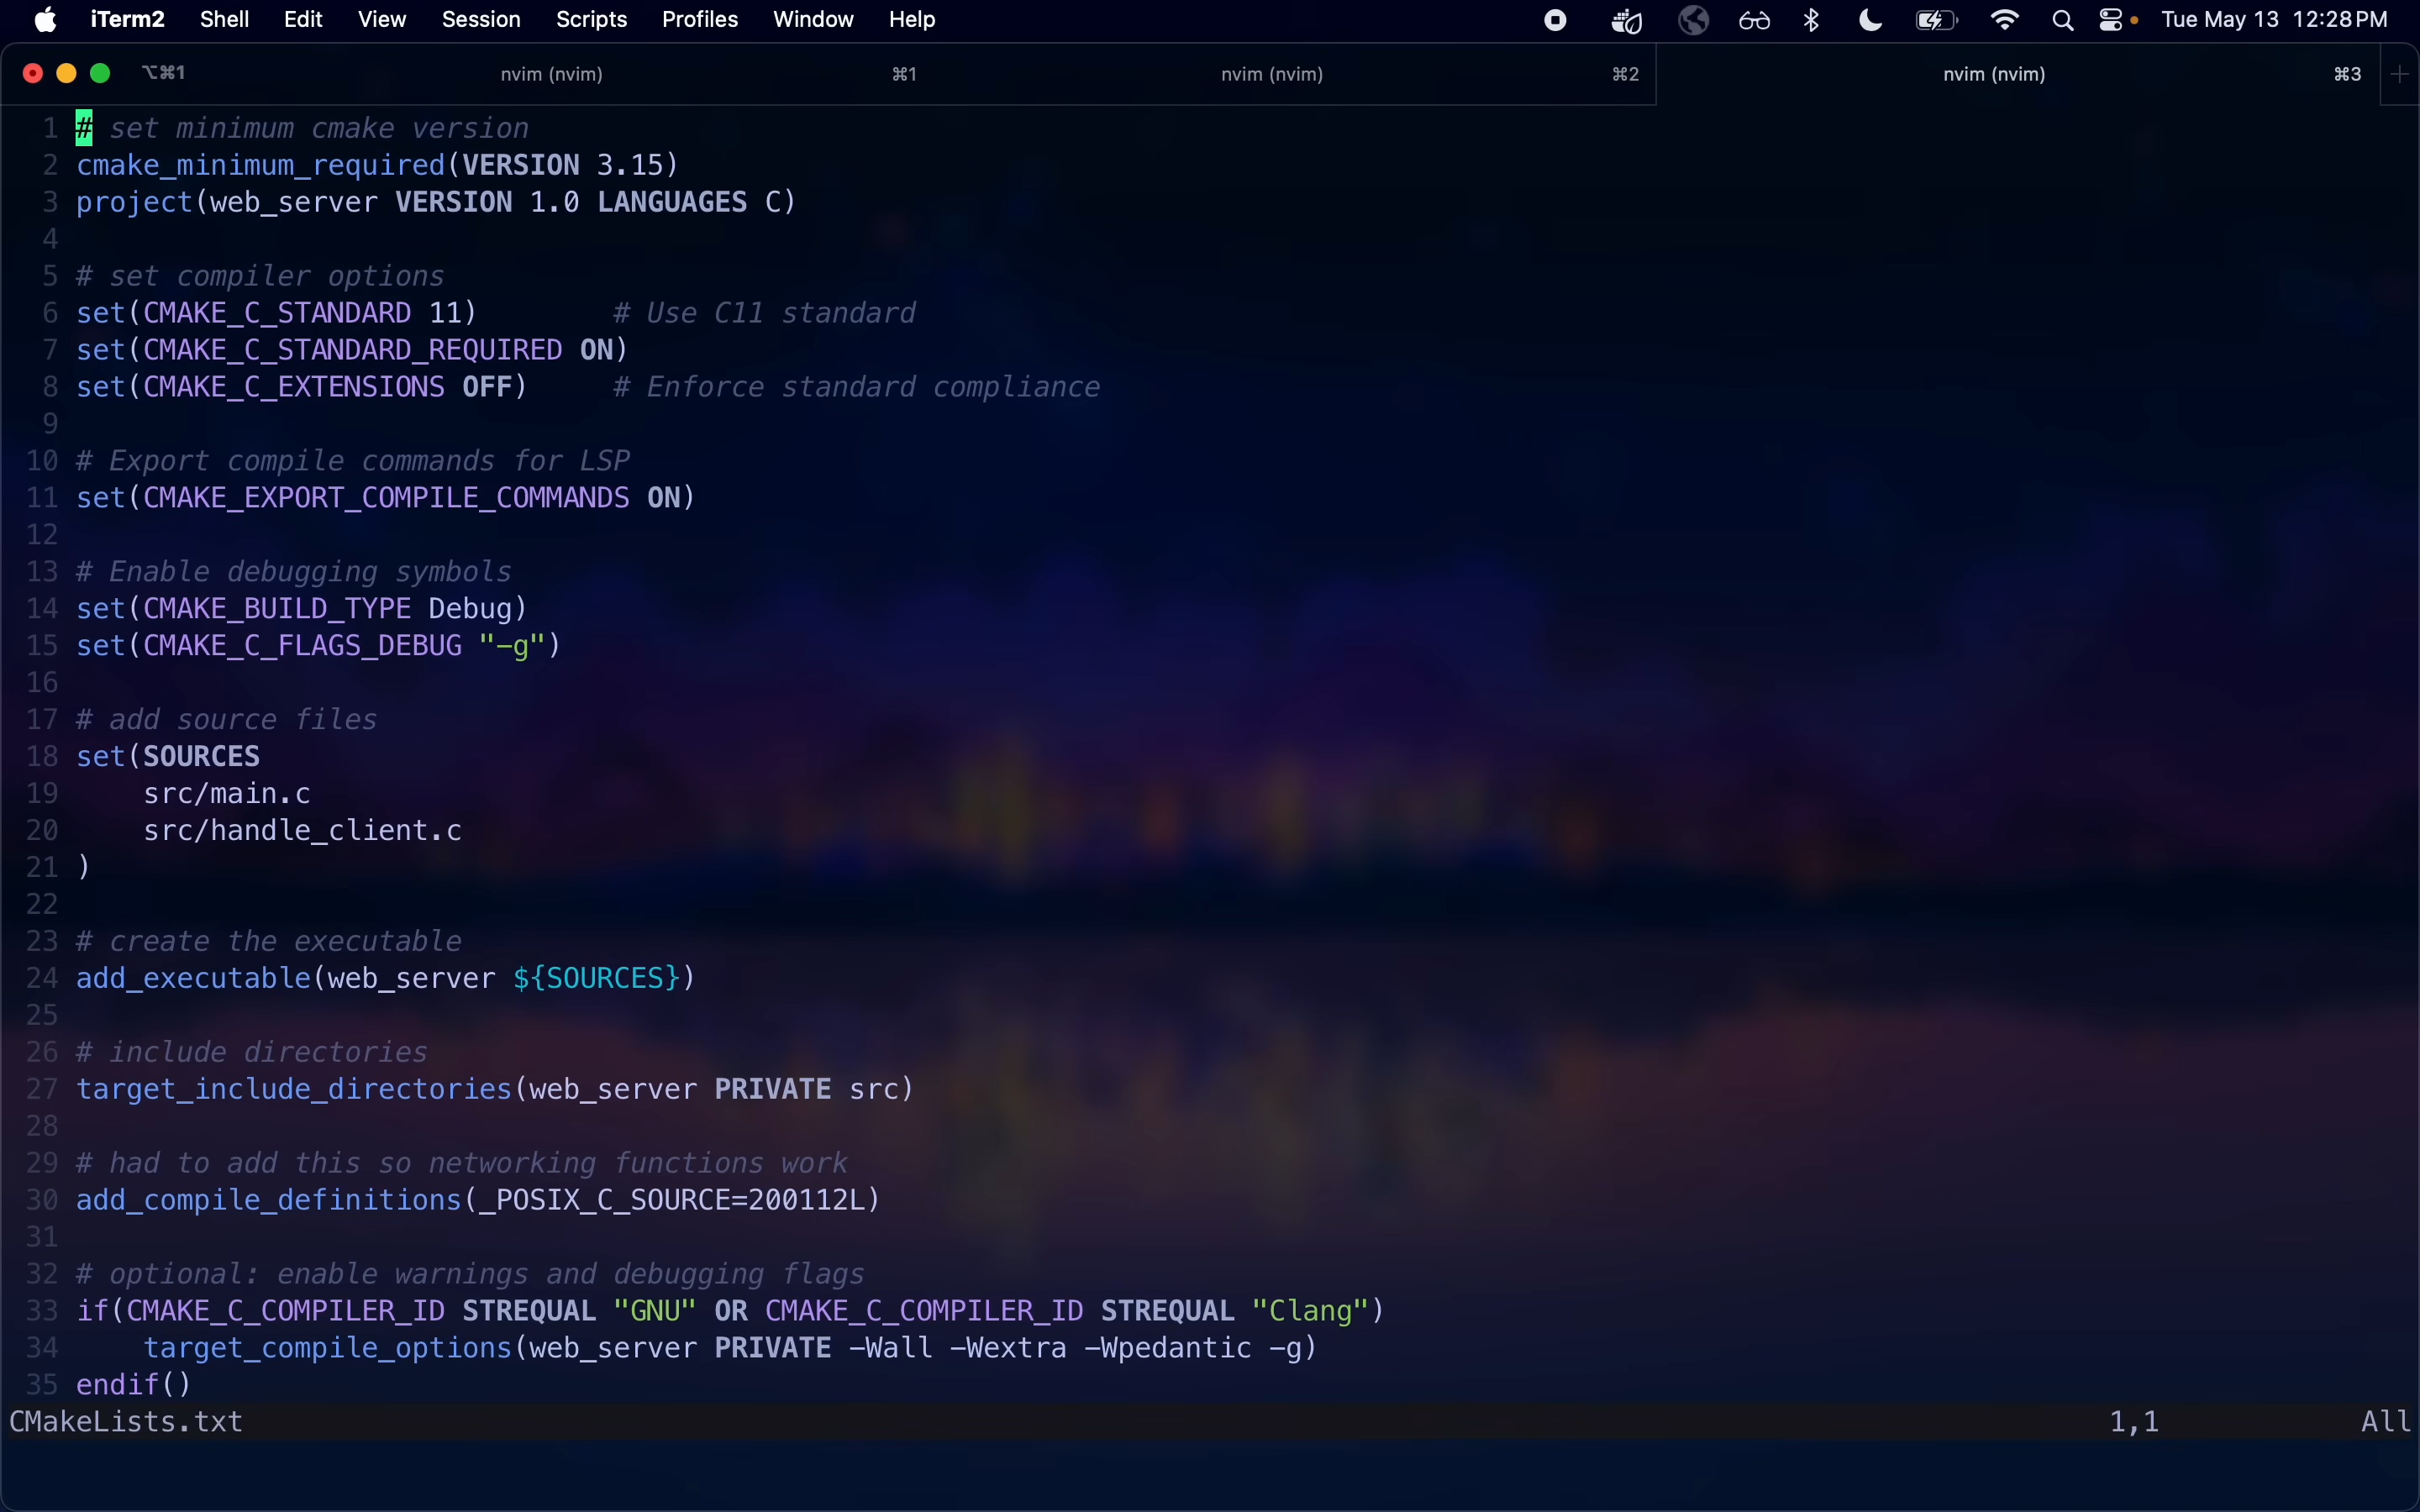 iTerm2 Shell Edit View Session Scripts Profiles Window Help Tue May 13 12:28 PM
⌥⌘1 nvim (nvim) ⌘1 nvim (nvim) ⌘2 nvim (nvim) ⌘3
1 # set minimum cmake version
2 cmake_minimum_required(VERSION 3.15)
3 project(web_server VERSION 1.0 LANGUAGES C)
4
5 # set compiler options
6 set(CMAKE_C_STANDARD 11)        # Use C11 standard
7 set(CMAKE_C_STANDARD_REQUIRED ON)
8 set(CMAKE_C_EXTENSIONS OFF)     # Enforce standard compliance
9
10 # Export compile commands for LSP
11 set(CMAKE_EXPORT_COMPILE_COMMANDS ON)
12
13 # Enable debugging symbols
14 set(CMAKE_BUILD_TYPE Debug)
15 set(CMAKE_C_FLAGS_DEBUG "-g")
16
17 # add source files
18 set(SOURCES
19     src/main.c
20     src/handle_client.c
21 )
22
23 # create the executable
24 add_executable(web_server ${SOURCES})
25
26 # include directories
27 target_include_directories(web_server PRIVATE src)
28
29 # had to add this so networking functions work
30 add_compile_definitions(_POSIX_C_SOURCE=200112L)
31
32 # optional: enable warnings and debugging flags
33 if(CMAKE_C_COMPILER_ID STREQUAL "GNU" OR CMAKE_C_COMPILER_ID STREQUAL "Clang")
34     target_compile_options(web_server PRIVATE -Wall -Wextra -Wpedantic -g)
35 endif()
CMakeLists.txt 1,1 All